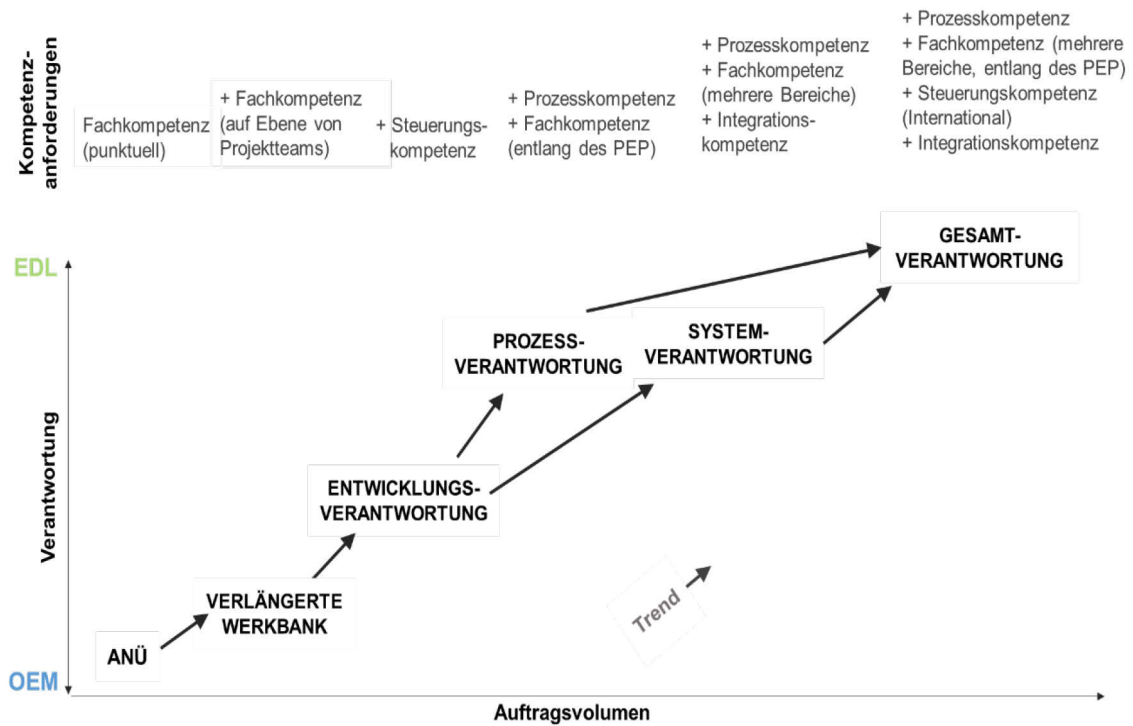 Kompetenz-
anforderungen
Fachkompetenz
(punktuell)
+ Fachkompetenz
(auf Ebene von
Projektteams)
+ Steuerungs-
kompetenz
+ Prozesskompetenz
+ Fachkompetenz
(entlang des PEP)
+ Prozesskompetenz
+ Fachkompetenz
(mehrere Bereiche)
+ Integrations-
kompetenz
+ Prozesskompetenz
+ Fachkompetenz (mehrere
Bereiche, entlang des PEP)
+ Steuerungskompetenz
(International)
+ Integrationskompetenz
EDL
GESAMT-
VERANTWORTUNG
PROZESS-
VERANTWORTUNG
SYSTEM-
VERANTWORTUNG
Verantwortung
ENTWICKLUNGS-
VERANTWORTUNG
VERLÄNGERTE
WERKBANK
Trend
ANÜ
OEM
Auftragsvolumen